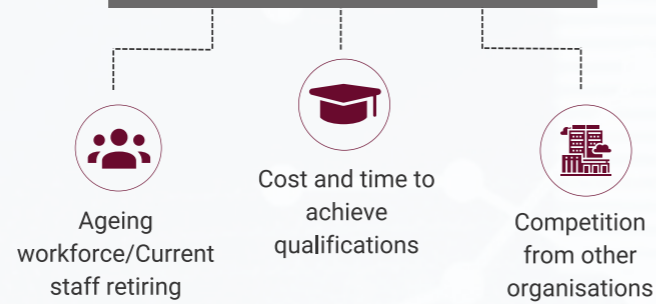 Ageing
workforce/Current
staff retiring
Cost and time to
achieve
qualifications
Competition
from other
organisations